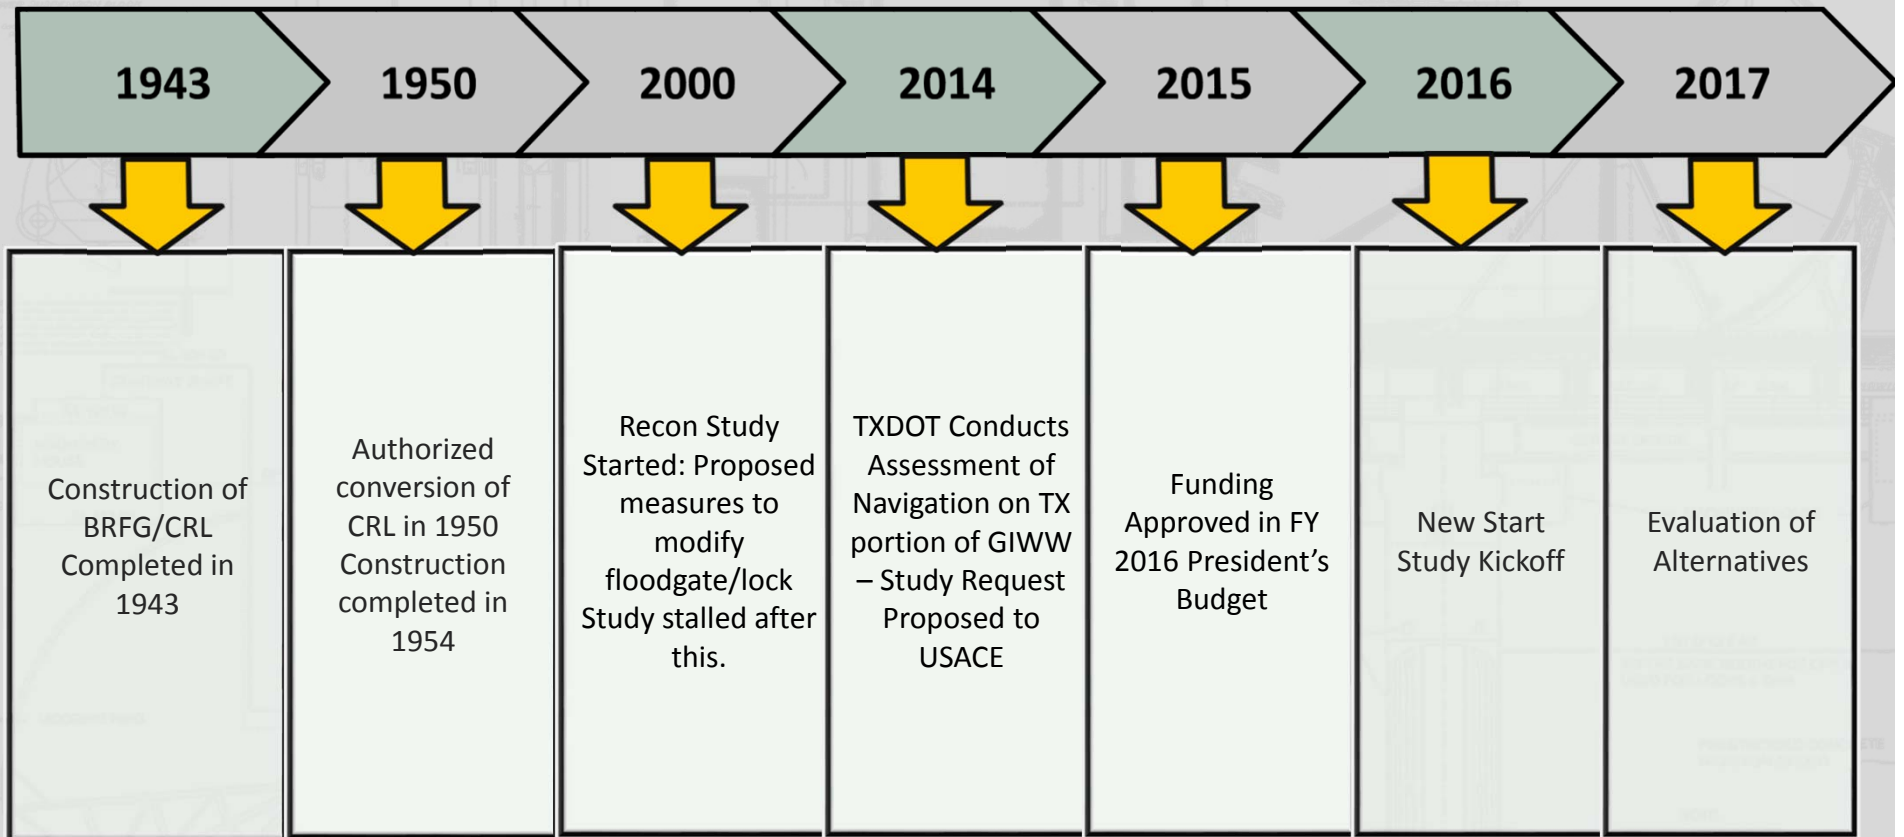 1943
1950
2000
2014
2015
2016
2017
Construction of
BRFG/CRL
Completed in
1943
Authorized
conversion of
CRL in 1950
Construction
completed in
1954
Recon Study
Started: Proposed
measures to
modify
floodgate/lock
Study stalled after
this.
TXDOT Conducts
Assessment of
Navigation on TX
portion of GIWW
– Study Request
Proposed to
USACE
Funding
Approved in FY
2016 President’s
Budget
New Start
Study Kickoff
Evaluation of
Alternatives